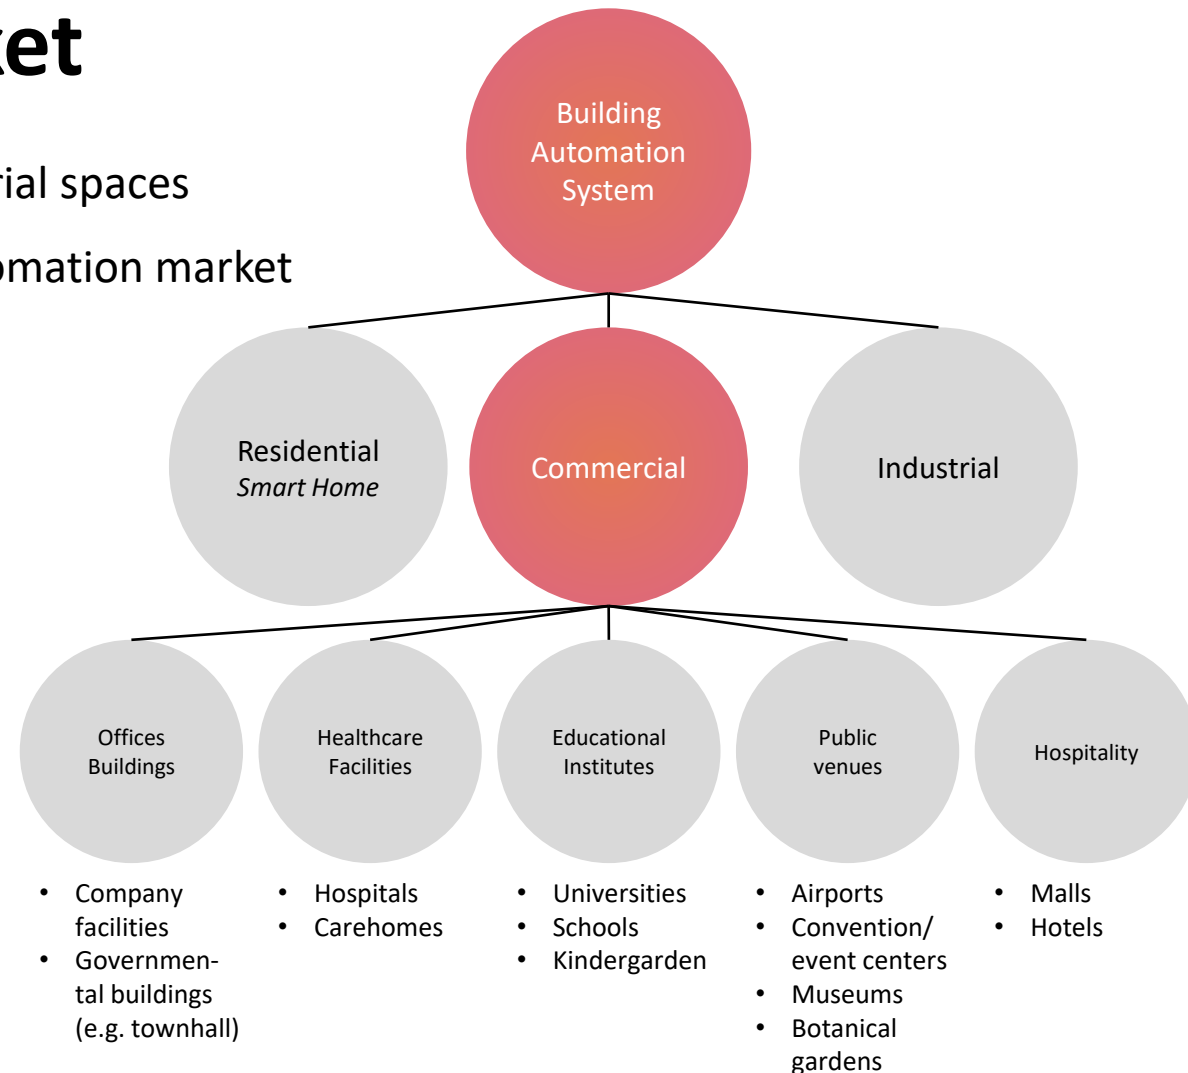 ket
rial spaces
omation market
Building
Automation
System
Residential
Smart Home
Commercial
Industrial
Offices
Buildings
Healthcare
Facilities
Educational
Institutes
Public
venues
Hospitality
• Company
facilities
• Governmen-
tal buildings
(e.g. townhall)
• Hospitals
• Carehomes
• Universities
• Schools
• Kindergarden
• Airports
• Convention/
event centers
• Museums
• Botanical
gardens
• Malls
• Hotels